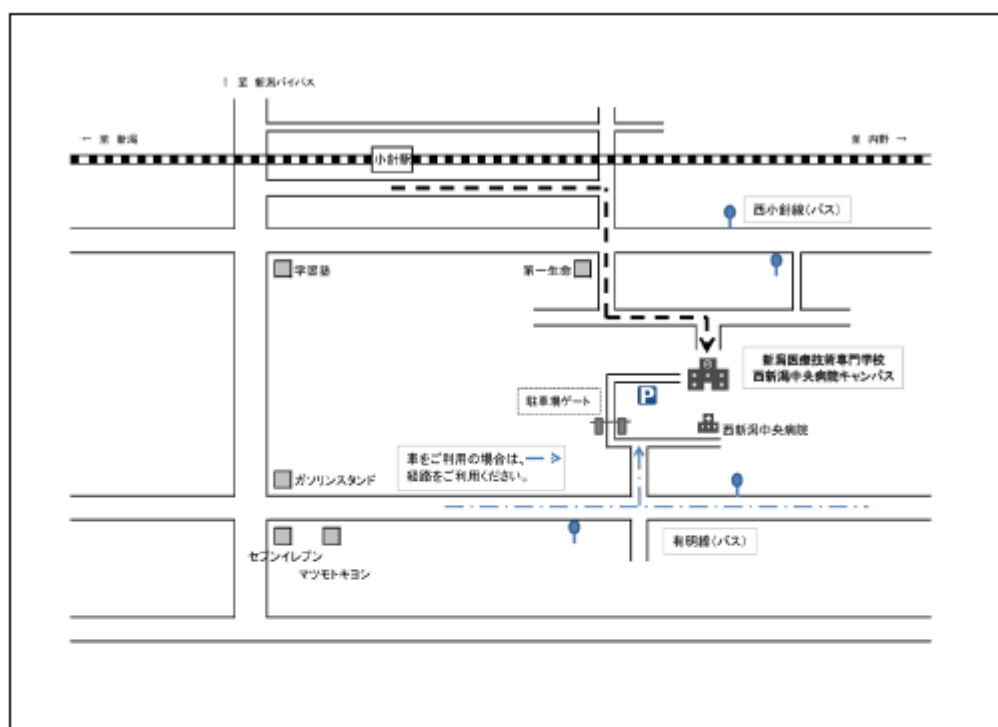 ↑ 至 新潟バイパス
← 至 新潟
至 内野 →
小針駅
西小針線(バス)
学習塾
第一生命
新潟医療技術専門学校
西新潟中央病院キャンパス
P
駐車場ゲート
西新潟中央病院
車をご利用の場合は、
経路をご利用ください。
ガソリンスタンド
有明線(バス)
セブンイレブン
マツモトキヨシ